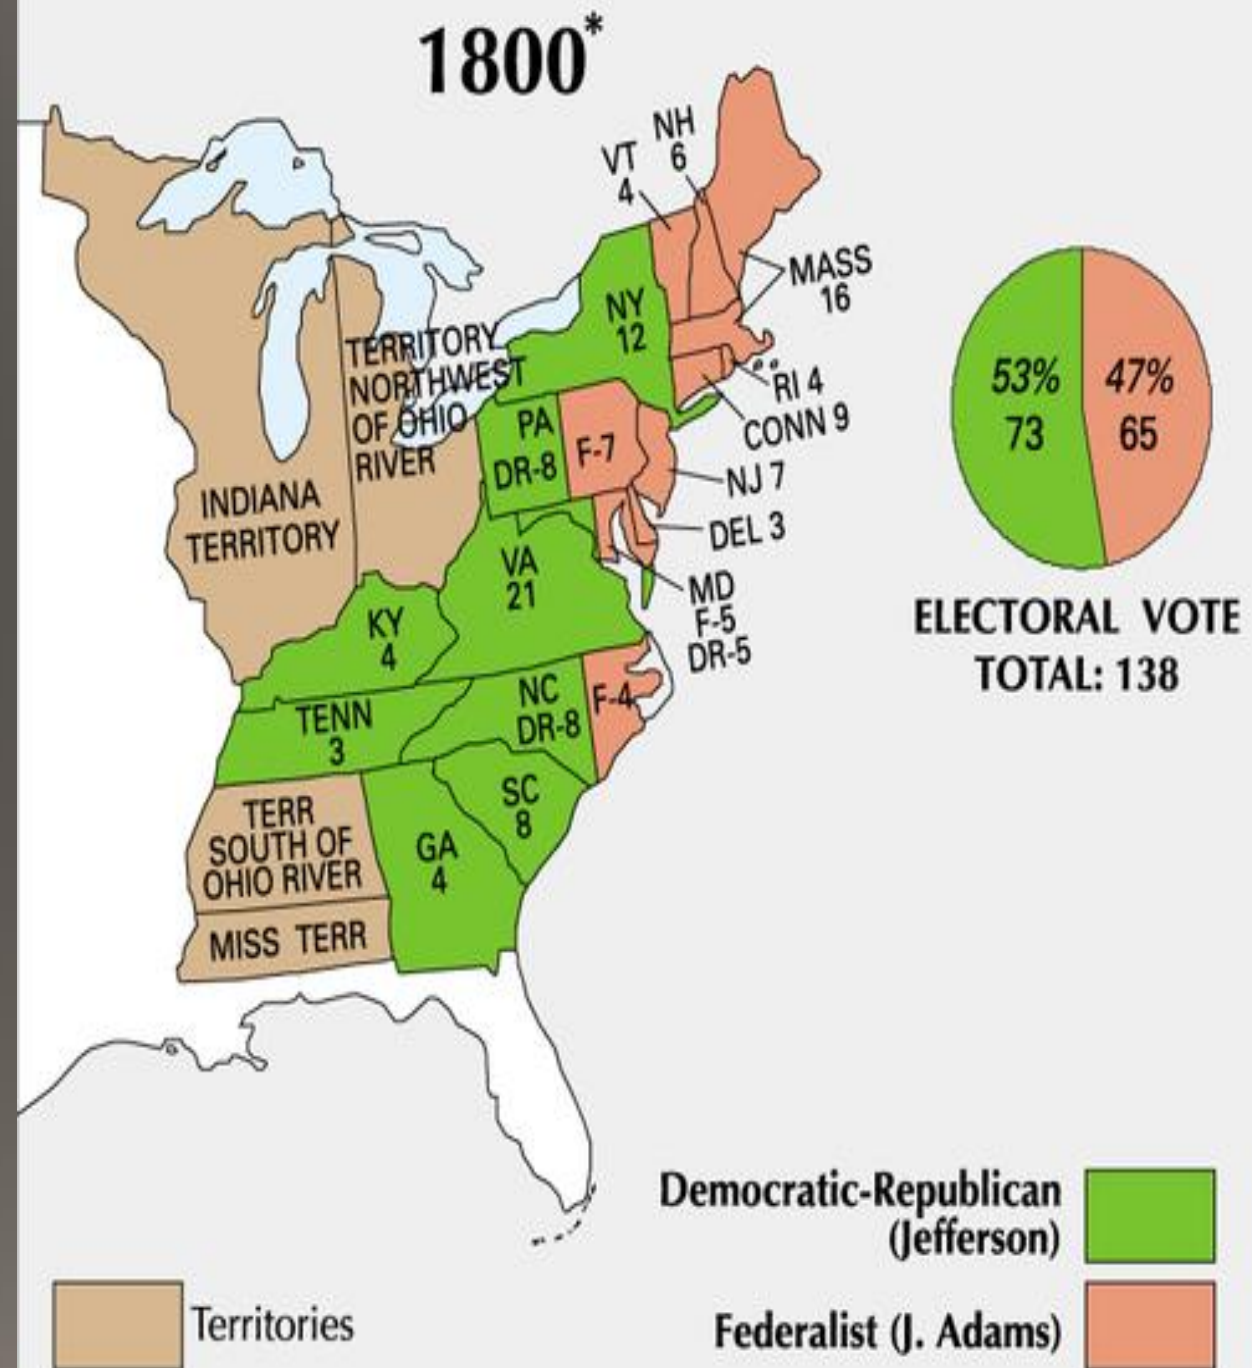 1800*
NH
6
VT
4
MASS
16
NY
12
RI 4
CONN 9
NJ 7
DEL 3
MD
F-5
DR-5
TERRITORY
NORTHWEST
OF OHIO
RIVER
PA
DR-8
F-7
INDIANA
TERRITORY
VA
21
KY
4
TENN
3
NC
DR-8
F-4
SC
8
GA
4
TERR
SOUTH OF
OHIO RIVER
MISS TERR
53%
73
47%
65
ELECTORAL VOTE
TOTAL: 138
Democratic-Republican
(Jefferson)
Territories
Federalist (J. Adams)